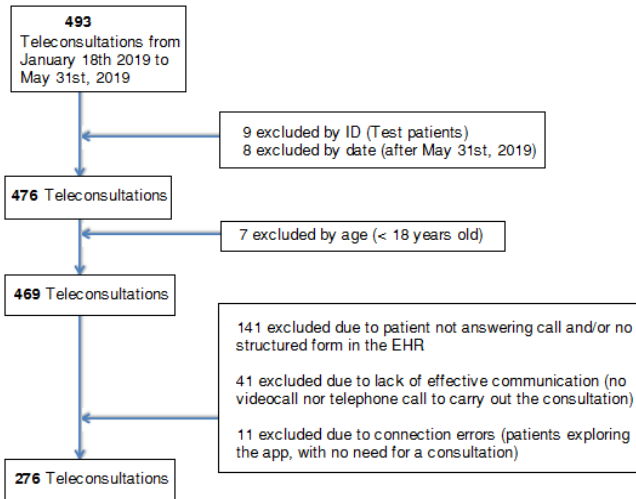 493
Teleconsultations from
January 18th 2019 to
May 31st, 2019
9 excluded by ID (Test patients)
8 excluded by date (after May 31st, 2019)
476 Teleconsultations
7 excluded by age (< 18 years old)
469 Teleconsultations
141 excluded due to patient not answering call and/or no
structured form in the EHR
41 excluded due to lack of effective communication (no
videocall nor telephone call to carry out the consultation)
11 excluded due to connection errors (patients exploring
the app, with no need for a consultation)
276 Teleconsultations